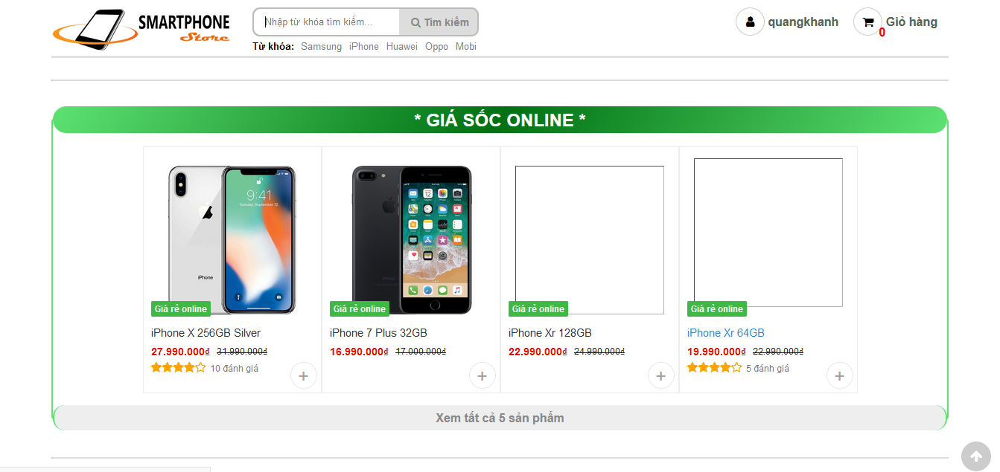 SMARTPHONE
Store
Nhập từ khóa tìm kiếm...
Tìm kiếm
Từ khóa: Samsung iPhone Huawei Oppo Mobi
quangkhanh
0
Giỏ hàng
* GIÁ SỐC ONLINE *
9:41
Tuesday, September 12
iPhone
Giá rẻ online
iPhone X 256GB Silver
27.990.000₫ 31.990.000₫
10 đánh giá
+
Giá rẻ online
iPhone 7 Plus 32GB
16.990.000₫ 17.000.000₫
+
Giá rẻ online
iPhone Xr 128GB
22.990.000₫ 24.990.000₫
+
Giá rẻ online
iPhone Xr 64GB
19.990.000₫ 22.990.000₫
5 đánh giá
+
Xem tất cả 5 sản phẩm